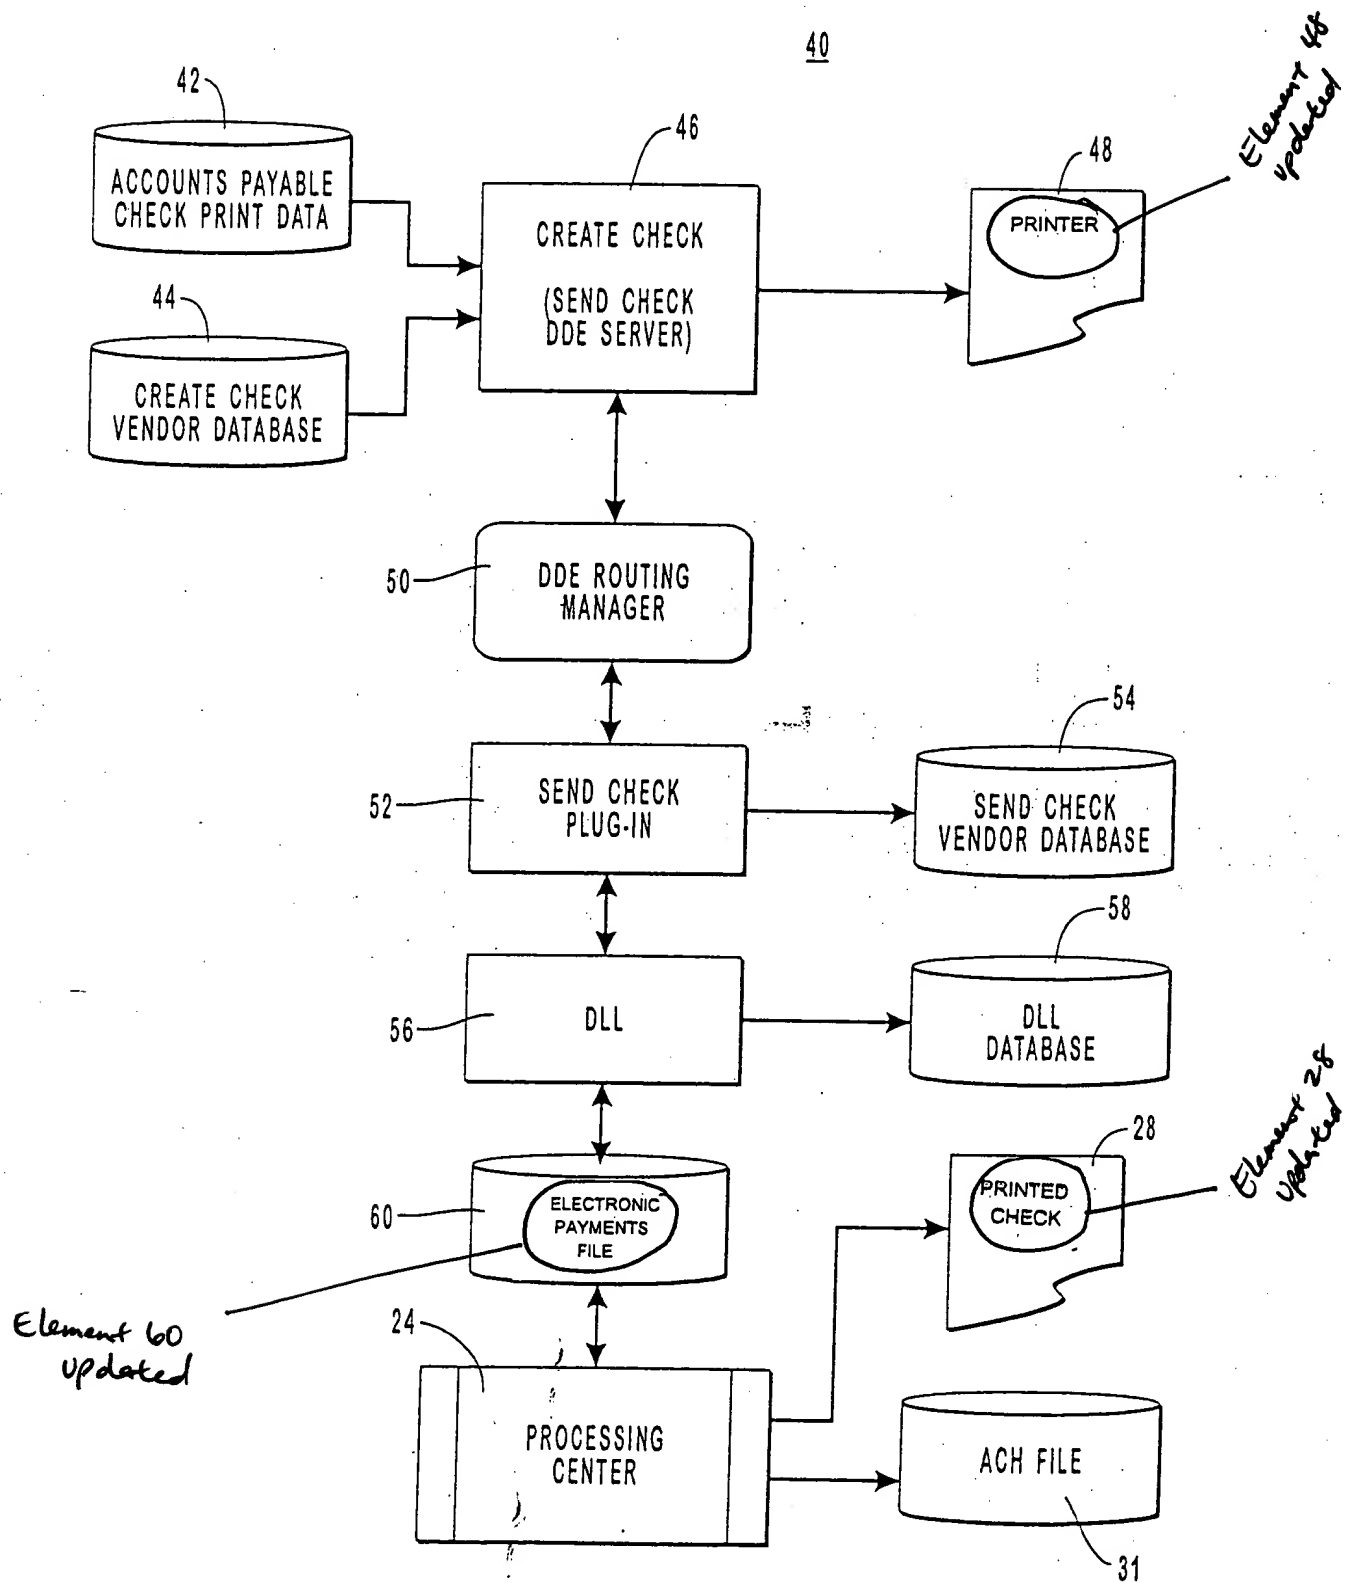 40
Element 48
updated
42
ACCOUNTS PAYABLE
CHECK PRINT DATA
46
CREATE CHECK
(SEND CHECK
DDE SERVER)
48
PRINTER
44
CREATE CHECK
VENDOR DATABASE
50
DDE ROUTING
MANAGER
52
SEND CHECK
PLUG-IN
54
SEND CHECK
VENDOR DATABASE
56
DLL
58
DLL
DATABASE
60
ELECTRONIC
PAYMENTS
FILE
Element 60
updated
28
PRINTED
CHECK
Element 28
updated
24
PROCESSING
CENTER
ACH FILE
31